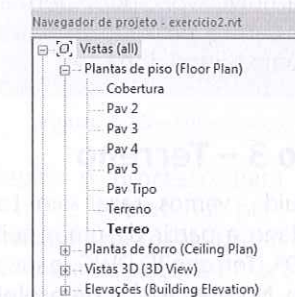 Navegador de projeto - exercicio2.rvt
Vistas (all)
Plantas de piso (Floor Plan)
Cobertura
Pav 2
Pav 3
Pav 4
Pav 5
Pav Tipo
Terreno
Terreo
Plantas de forro (Ceiling Plan)
Vistas 3D (3D View)
Elevações (Building Elevation)